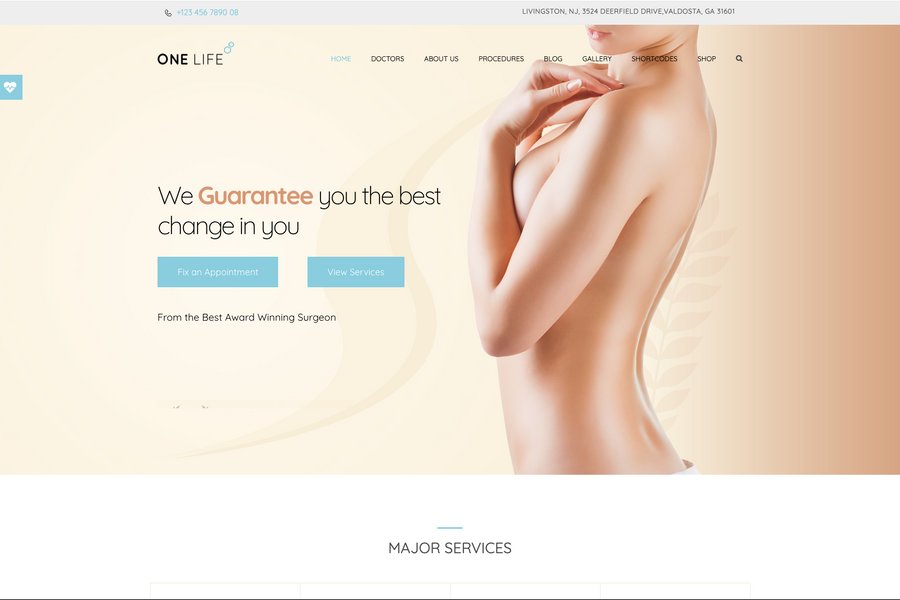 +123 456 7890 08
LIVINGSTON, NJ, 3524 DEERFIELD DRIVE,VALDOSTA, GA 31601
ONE LIFE
HOME DOCTORS ABOUT US PROCEDURES BLOG GALLERY SHORTCODES SHOP
We Guarantee you the best
change in you
Fix an Appointment View Services
From the Best Award Winning Surgeon
MAJOR SERVICES